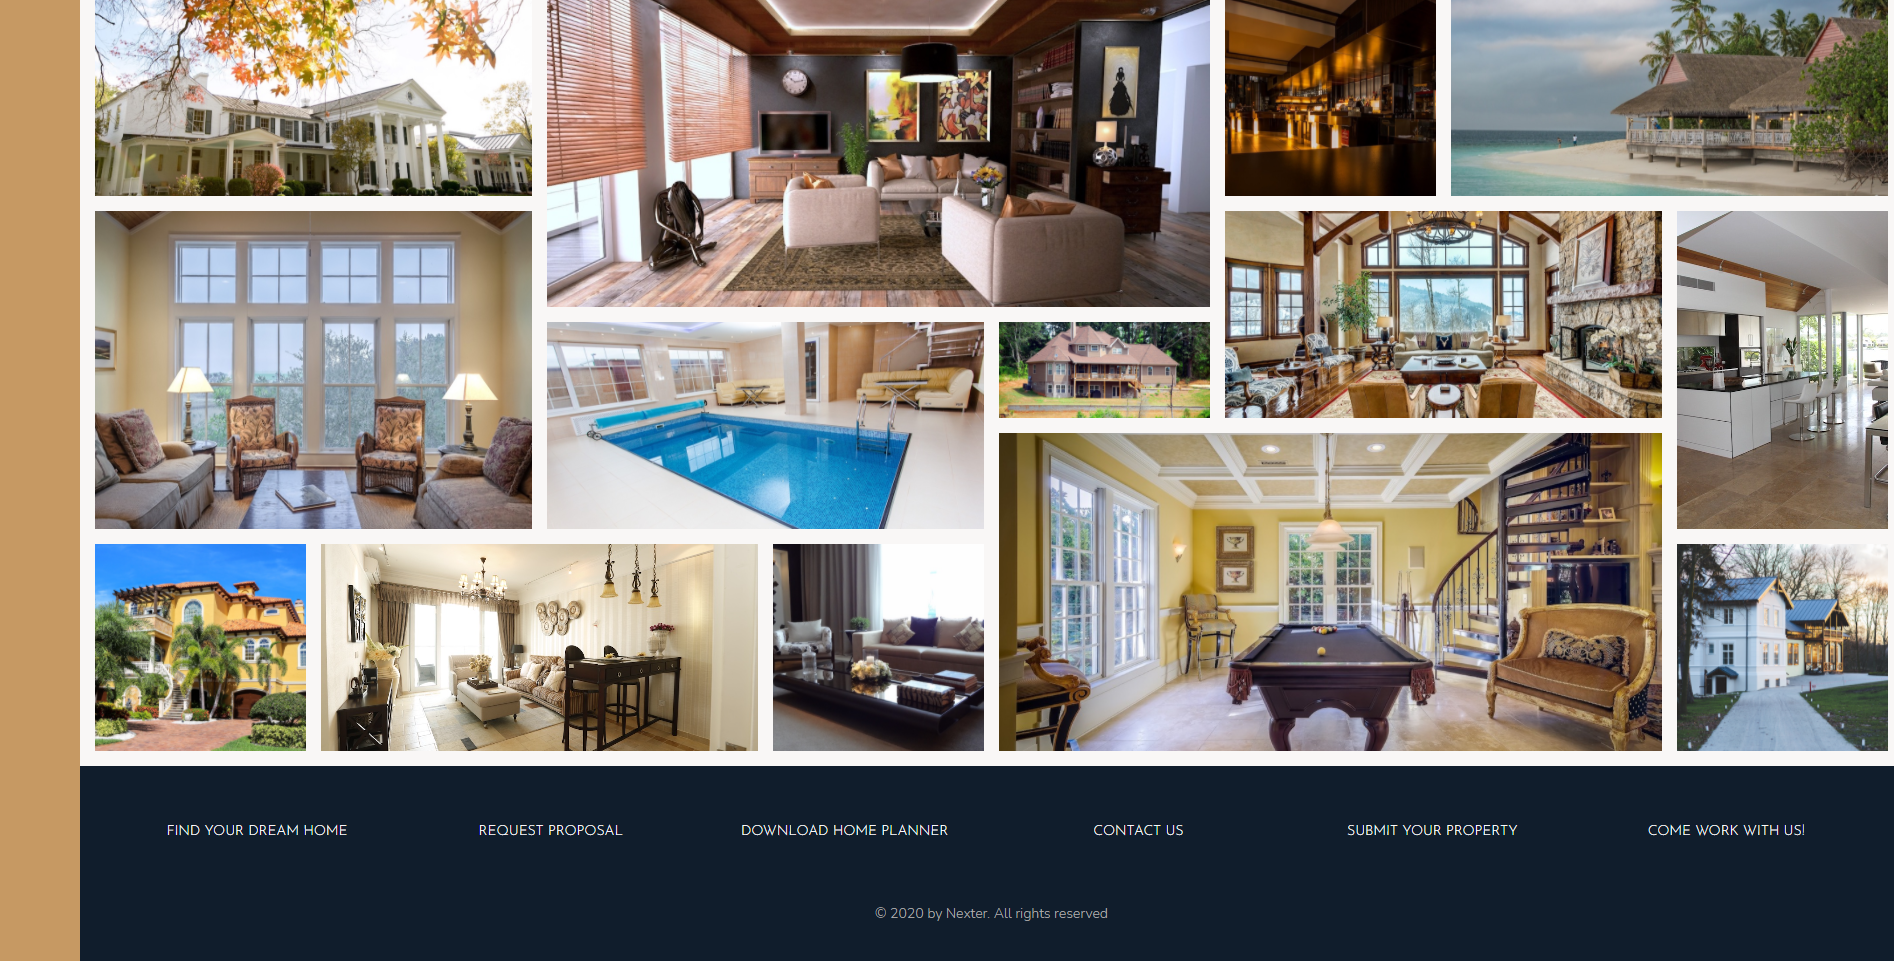 FIND YOUR DREAM HOME
REQUEST PROPOSAL
DOWNLOAD HOME PLANNER
CONTACT US
SUBMIT YOUR PROPERTY
COME WORK WITH US!
© 2020 by Nexter. All rights reserved